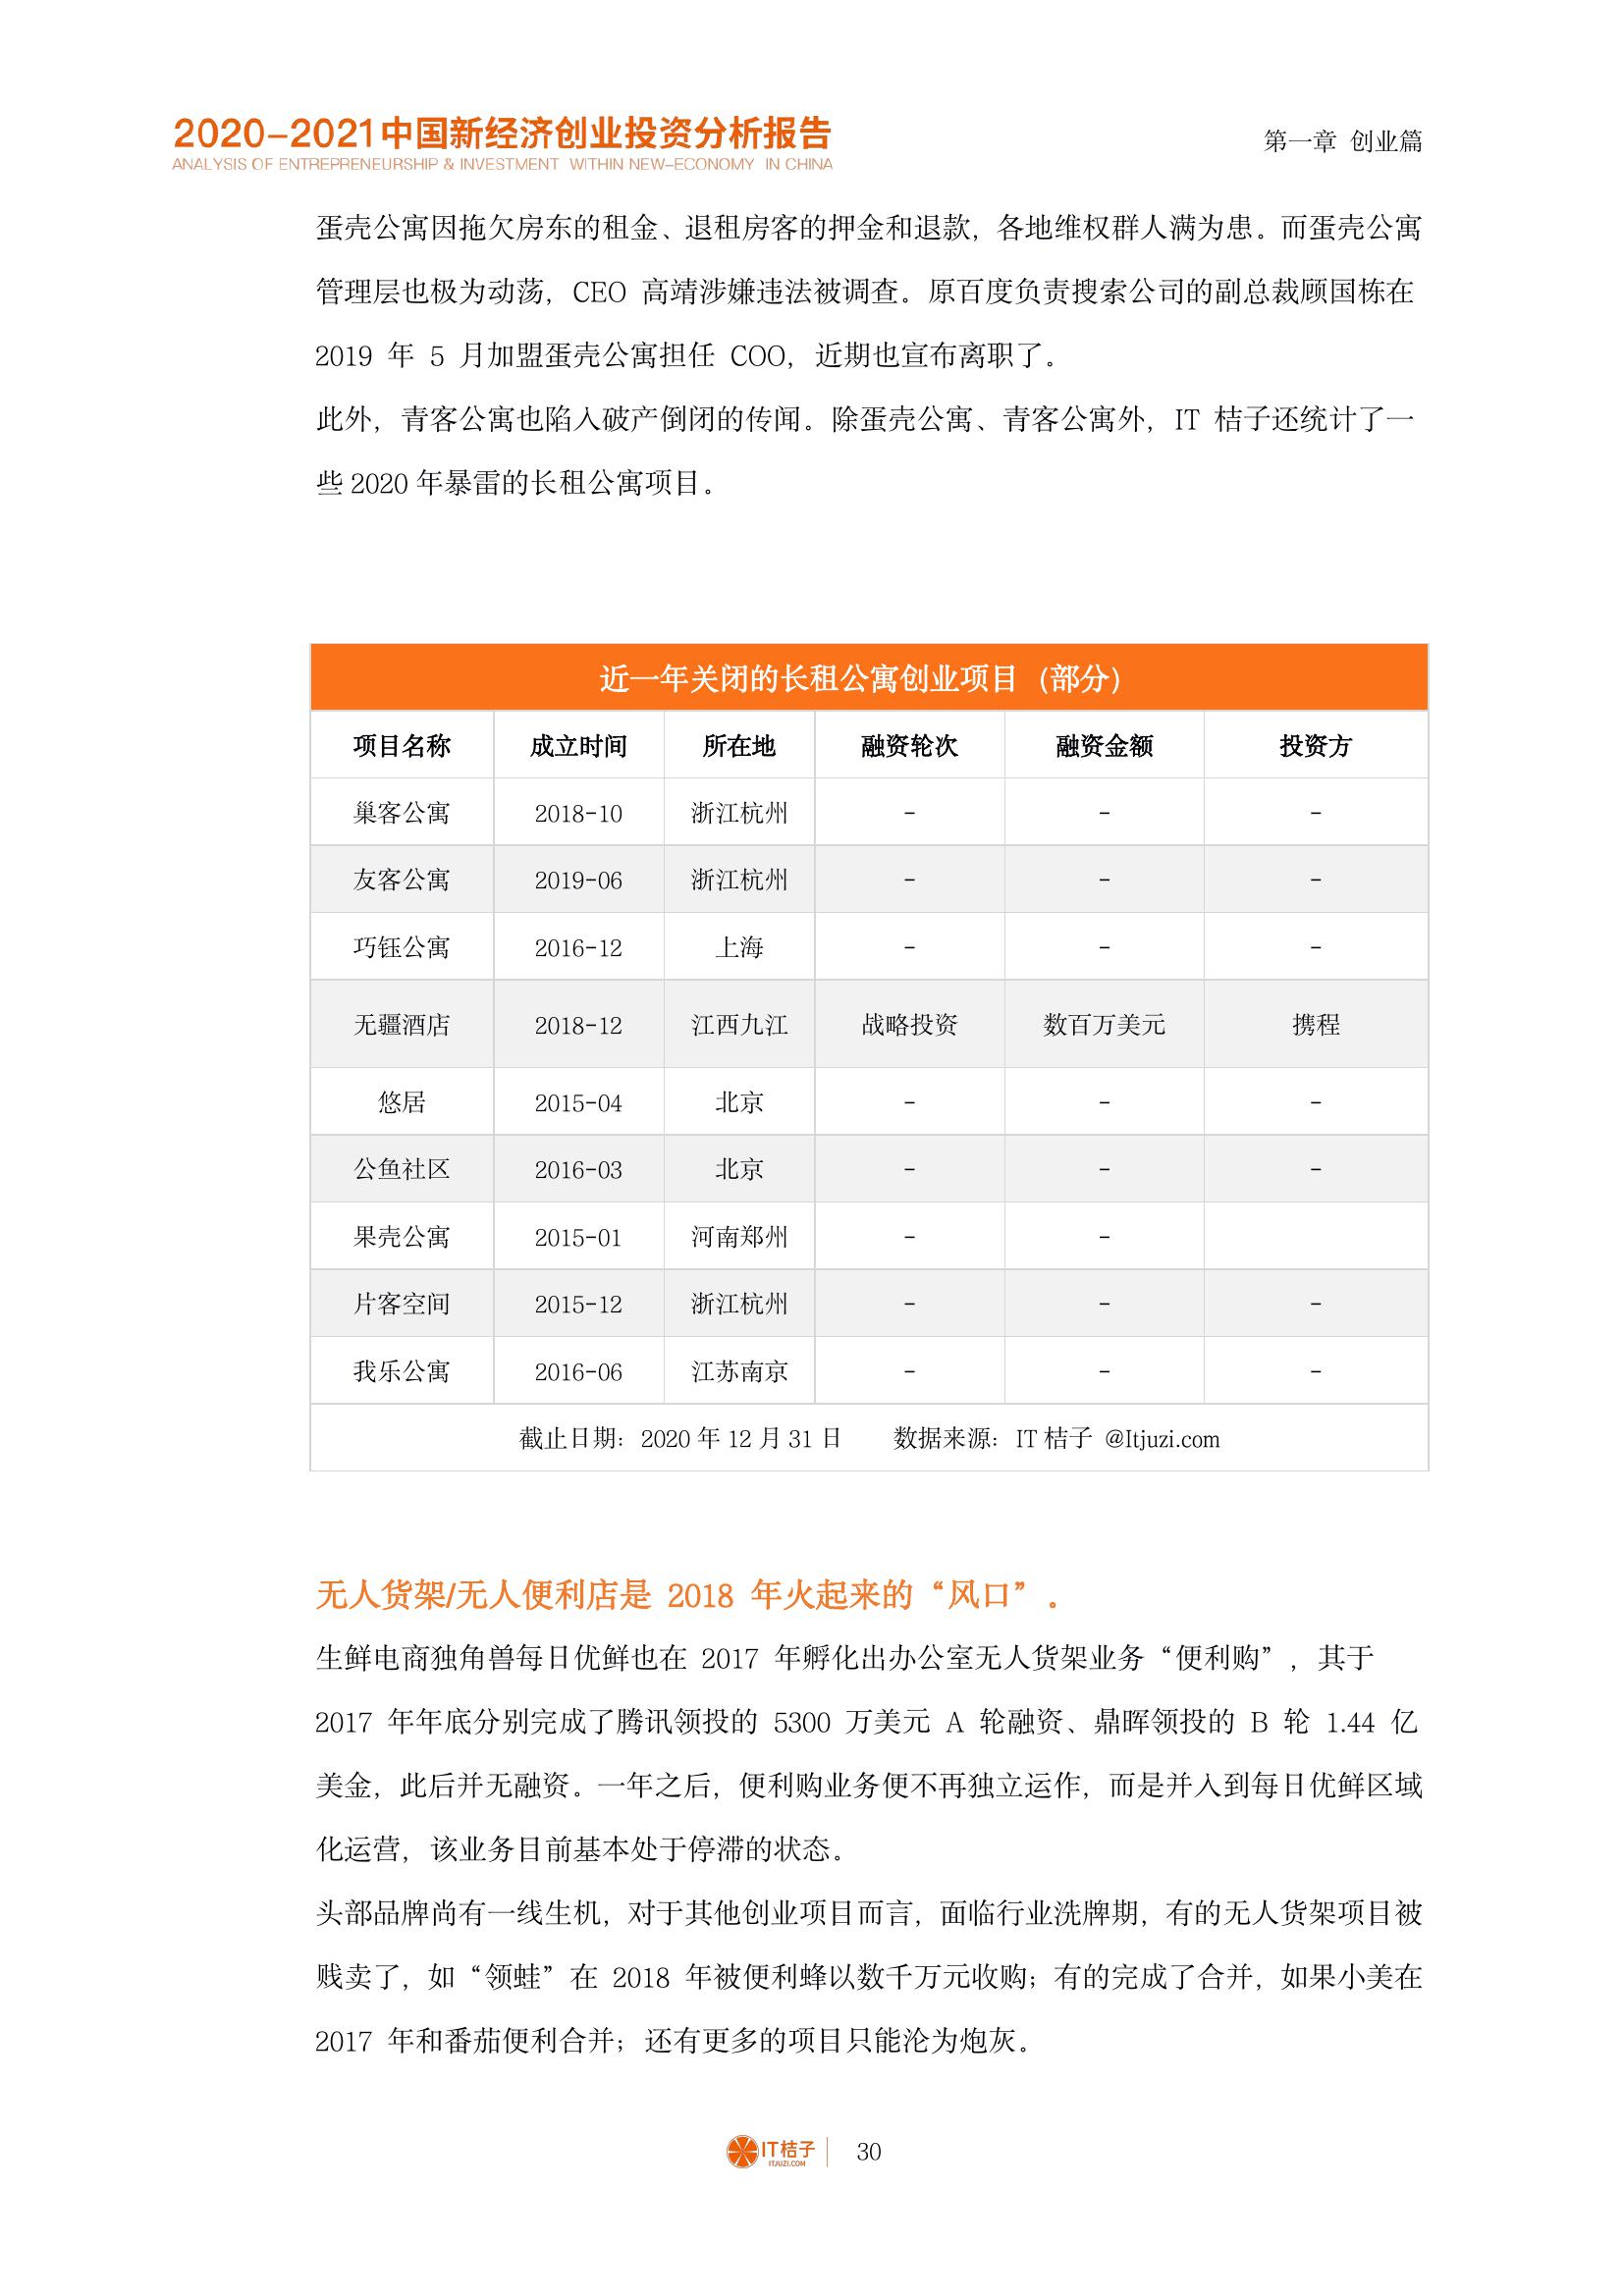 2020-2021中国新经济创业投资分析报告
ANALYSIS OF ENTREPRENEURSHIP & INVESTMENT WITHIN NEW-ECONOMY IN CHINA
第一章 创业篇
蛋壳公寓因拖欠房东的租金、退租房客的押金和退款，各地维权群人满为患。而蛋壳公寓
管理层也极为动荡，CEO 高靖涉嫌违法被调查。原百度负责搜索公司的副总裁顾国栋在
2019 年 5 月加盟蛋壳公寓担任 COO，近期也宣布离职了。
此外，青客公寓也陷入破产倒闭的传闻。除蛋壳公寓、青客公寓外，IT 桔子还统计了一
些 2020 年暴雷的长租公寓项目。
近一年关闭的长租公寓创业项目（部分）
项目名称 成立时间 所在地 融资轮次 融资金额 投资方
巢客公寓 2018-10 浙江杭州 - - -
友客公寓 2019-06 浙江杭州 - - -
巧钰公寓 2016-12 上海 - - -
无疆酒店 2018-12 江西九江 战略投资 数百万美元 携程
悠居 2015-04 北京 - - -
公鱼社区 2016-03 北京 - - -
果壳公寓 2015-01 河南郑州 - -
片客空间 2015-12 浙江杭州 - - -
我乐公寓 2016-06 江苏南京 - - -
截止日期：2020 年 12 月 31 日 数据来源：IT 桔子 @Itjuzi.com
无人货架/无人便利店是 2018 年火起来的“风口”。
生鲜电商独角兽每日优鲜也在 2017 年孵化出办公室无人货架业务“便利购”，其于
2017 年年底分别完成了腾讯领投的 5300 万美元 A 轮融资、鼎晖领投的 B 轮 1.44 亿
美金，此后并无融资。一年之后，便利购业务便不再独立运作，而是并入到每日优鲜区域
化运营，该业务目前基本处于停滞的状态。
头部品牌尚有一线生机，对于其他创业项目而言，面临行业洗牌期，有的无人货架项目被
贱卖了，如“领蛙”在 2018 年被便利蜂以数千万元收购；有的完成了合并，如果小美在
2017 年和番茄便利合并；还有更多的项目只能沦为炮灰。
IT桔子
ITJUZI.COM
30